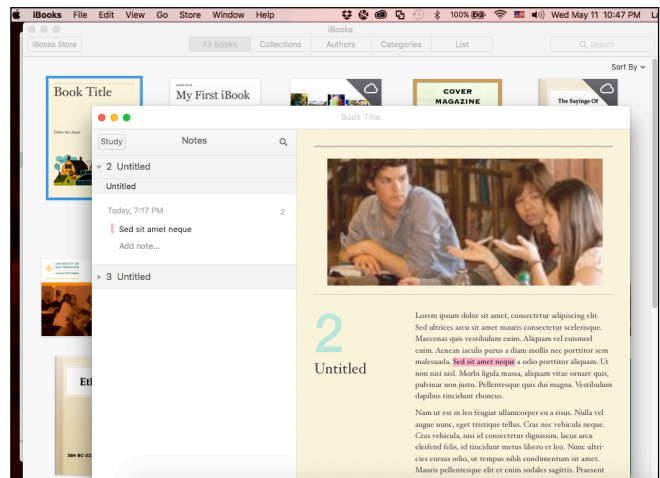 iBooks File Edit View Go Store Window Help 100% Wed May 11 10:47 PM
iBooks
iBooks Store All Books Collections Authors Categories List Search
Sort By
Book Title
Dolor Set Amet
My First iBook
COVER
MAGAZINE
The Sayings Of
Book Title
Study Notes
2 Untitled
Untitled
Today, 7:17 PM 2
Sed sit amet neque
Add note...
3 Untitled
2
Untitled
Lorem ipsum dolor sit amet, consectetur adipiscing elit.
Sed ultrices arcu sit amet mauris consectetur scelerisque.
Maecenas quis vestibulum enim. Aliquam vel euismod
enim. Aenean iaculis purus a diam mollis nec porttitor sem
malesuada. Sed sit amet neque a odio porttitor aliquam. Ut
non nisi nisl. Morbi ligula massa, aliquam vitae ornare quis,
pulvinar non justo. Pellentesque quis dui magna. Vestibulum
dapibus tincidunt rhoncus.
Nam ut est in leo feugiat ullamcorper eu a risus. Nulla vel
augue nunc, eget tristique tellus. Cras nec vehicula neque.
Cras vehicula, nisi id consectetur dignissim, lacus arcu
eleifend felis, id tincidunt metus libero et leo. Nunc ultri-
cies cursus odio, ut tempus nibh condimentum sit amet.
Mauris pellentesque elit et enim sodales sagittis. Praesent
UNIVERSITY OF
SAN FRANCISCO
Eth
384 BC-32